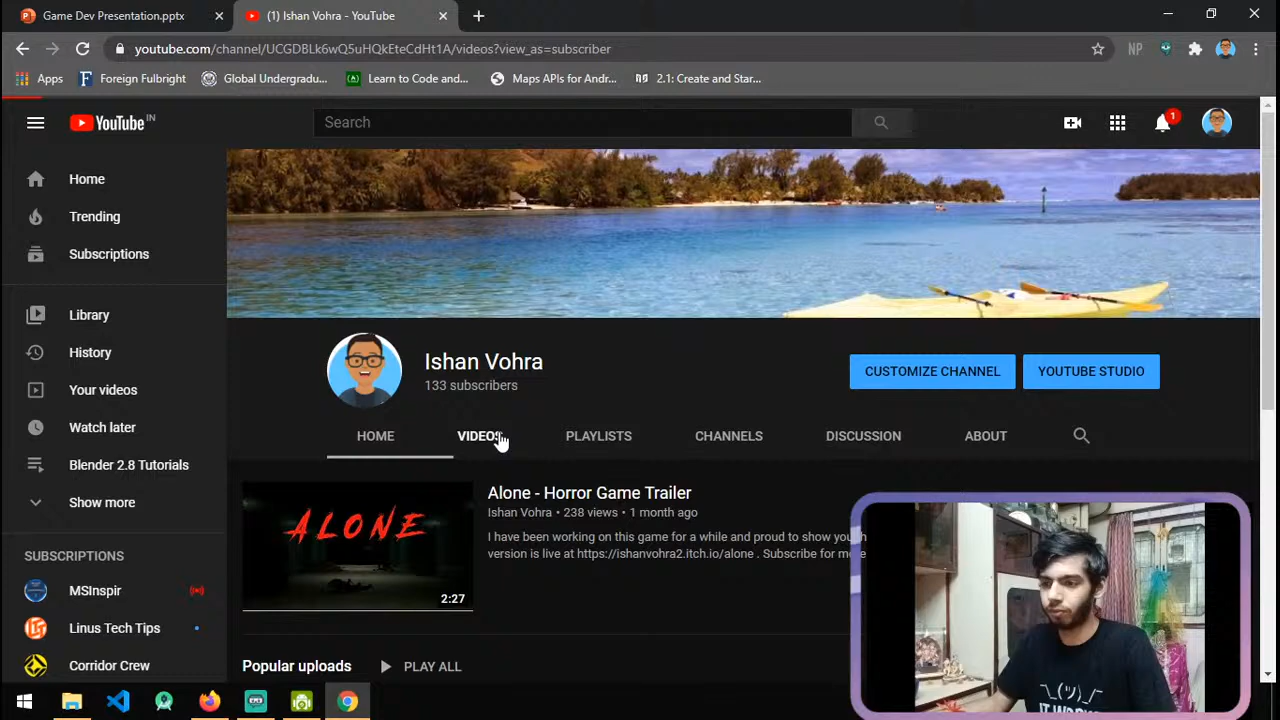 Game Dev Presentation.pptx
(1) Ishan Vohra - YouTube
youtube.com/channel/UCGDBLk6wQ5uHQkEteCdHt1A/videos?view_as=subscriber
NP
Apps
Foreign Fulbright
Global Undergradu...
Learn to Code and...
Maps APIs for Andr...
2.1: Create and Star...
YouTube IN
Search
1
Home
Trending
Subscriptions
Library
History
Your videos
Watch later
Blender 2.8 Tutorials
Show more
SUBSCRIPTIONS
MSInspir
Linus Tech Tips
Corridor Crew
Ishan Vohra
133 subscribers
CUSTOMIZE CHANNEL
YOUTUBE STUDIO
HOME
VIDEOS
PLAYLISTS
CHANNELS
DISCUSSION
ABOUT
ALONE
2:27
Alone - Horror Game Trailer
Ishan Vohra • 238 views • 1 month ago
I have been working on this game for a while and proud to show you
version is live at https://ishanvohra2.itch.io/alone . Subscribe for more
Popular uploads
PLAY ALL
¯\_(ツ)_/¯
IT WORKS